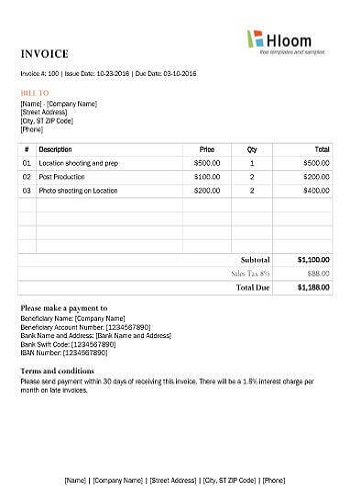 Hloom
free templates and samples
INVOICE
Invoice #: 100 | Issue Date: 10-23-2016 | Due Date: 03-10-2016
BILL TO
[Name] - [Company Name]
[Street Address]
[City, ST ZIP Code]
[Phone]
# Description Price Qty Total
01 Location shooting and prep $500.00 1 $500.00
02 Post Production $100.00 2 $200.00
03 Photo shooting on Location $200.00 2 $400.00
Subtotal $1,100.00
Sales Tax 8% $88.00
Total Due $1,188.00
Please make a payment to
Beneficiary Name: [Company Name]
Beneficiary Account Number: [1234567890]
Bank Name and Address: [Bank Name and Address]
Bank Swift Code: [1234567890]
IBAN Number: [1234567890]
Terms and conditions
Please send payment within 30 days of receiving this invoice. There will be a 1.5% interest charge per
month on late invoices.
[Name] | [Company Name] | [Street Address] | [City, ST ZIP Code] | [Phone]